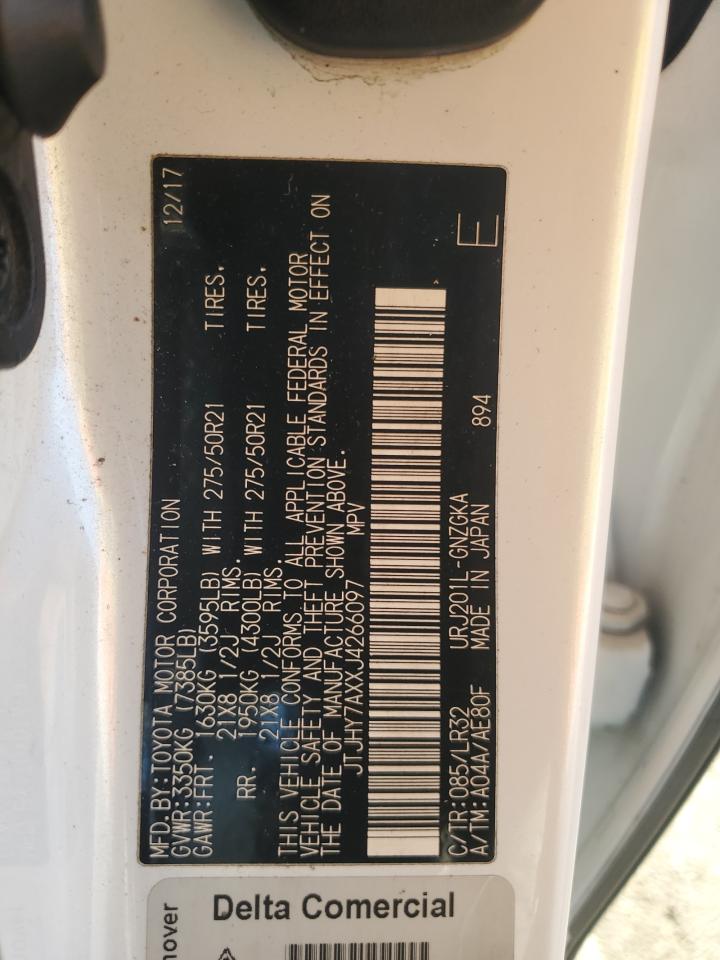 MFD.BY:TOYOTA MOTOR CORPORATION 12/17
GVWR:3350KG (7385LB)
GAWR:FRT. 1630KG (3595LB) WITH 275/50R21 TIRES.
21X8 1/2J RIMS.
RR. 1950KG (4300LB) WITH 275/50R21 TIRES.
21X8 1/2J RIMS.
THIS VEHICLE CONFORMS TO ALL APPLICABLE FEDERAL MOTOR
VEHICLE SAFETY AND THEFT PREVENTION STANDARDS IN EFFECT ON
THE DATE OF MANUFACTURE SHOWN ABOVE.
JTJHY7AXXJ4266097 MPV
C/TR:085/LR32 URJ201L-GNZGKA E
A/TM:A04A/AE80F MADE IN JAPAN 894
Delta Comercial